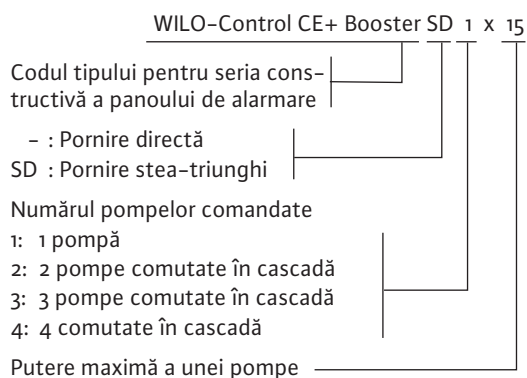 WILO-Control CE+ Booster SD 1 x 15
Codul tipului pentru seria cons-
tructivă a panoului de alarmare
- : Pornire directă
SD : Pornire stea-triunghi
Numărul pompelor comandate
1: 1 pompă
2: 2 pompe comutate în cascadă
3: 3 pompe comutate în cascadă
4: 4 comutate în cascadă
Putere maximă a unei pompe